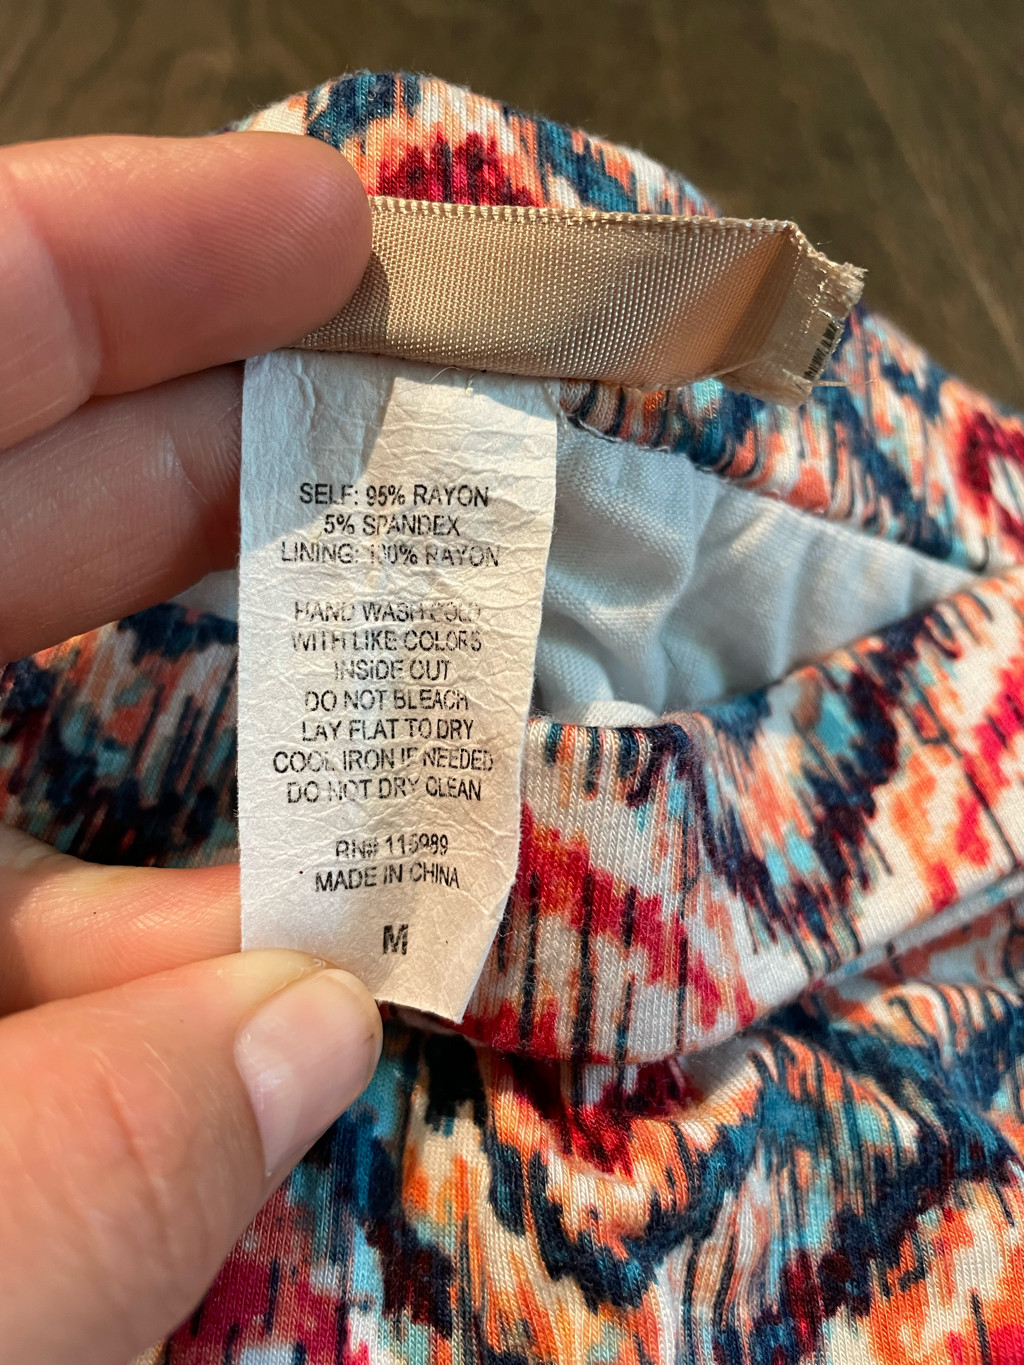 SELF: 95% RAYON
5% SPANDEX
LINING: 100% RAYON
HAND WASH COLD
WITH LIKE COLORS
INSIDE OUT
DO NOT BLEACH
LAY FLAT TO DRY
COOL IRON IF NEEDED
DO NOT DRY CLEAN
RN# 115989
MADE IN CHINA
M